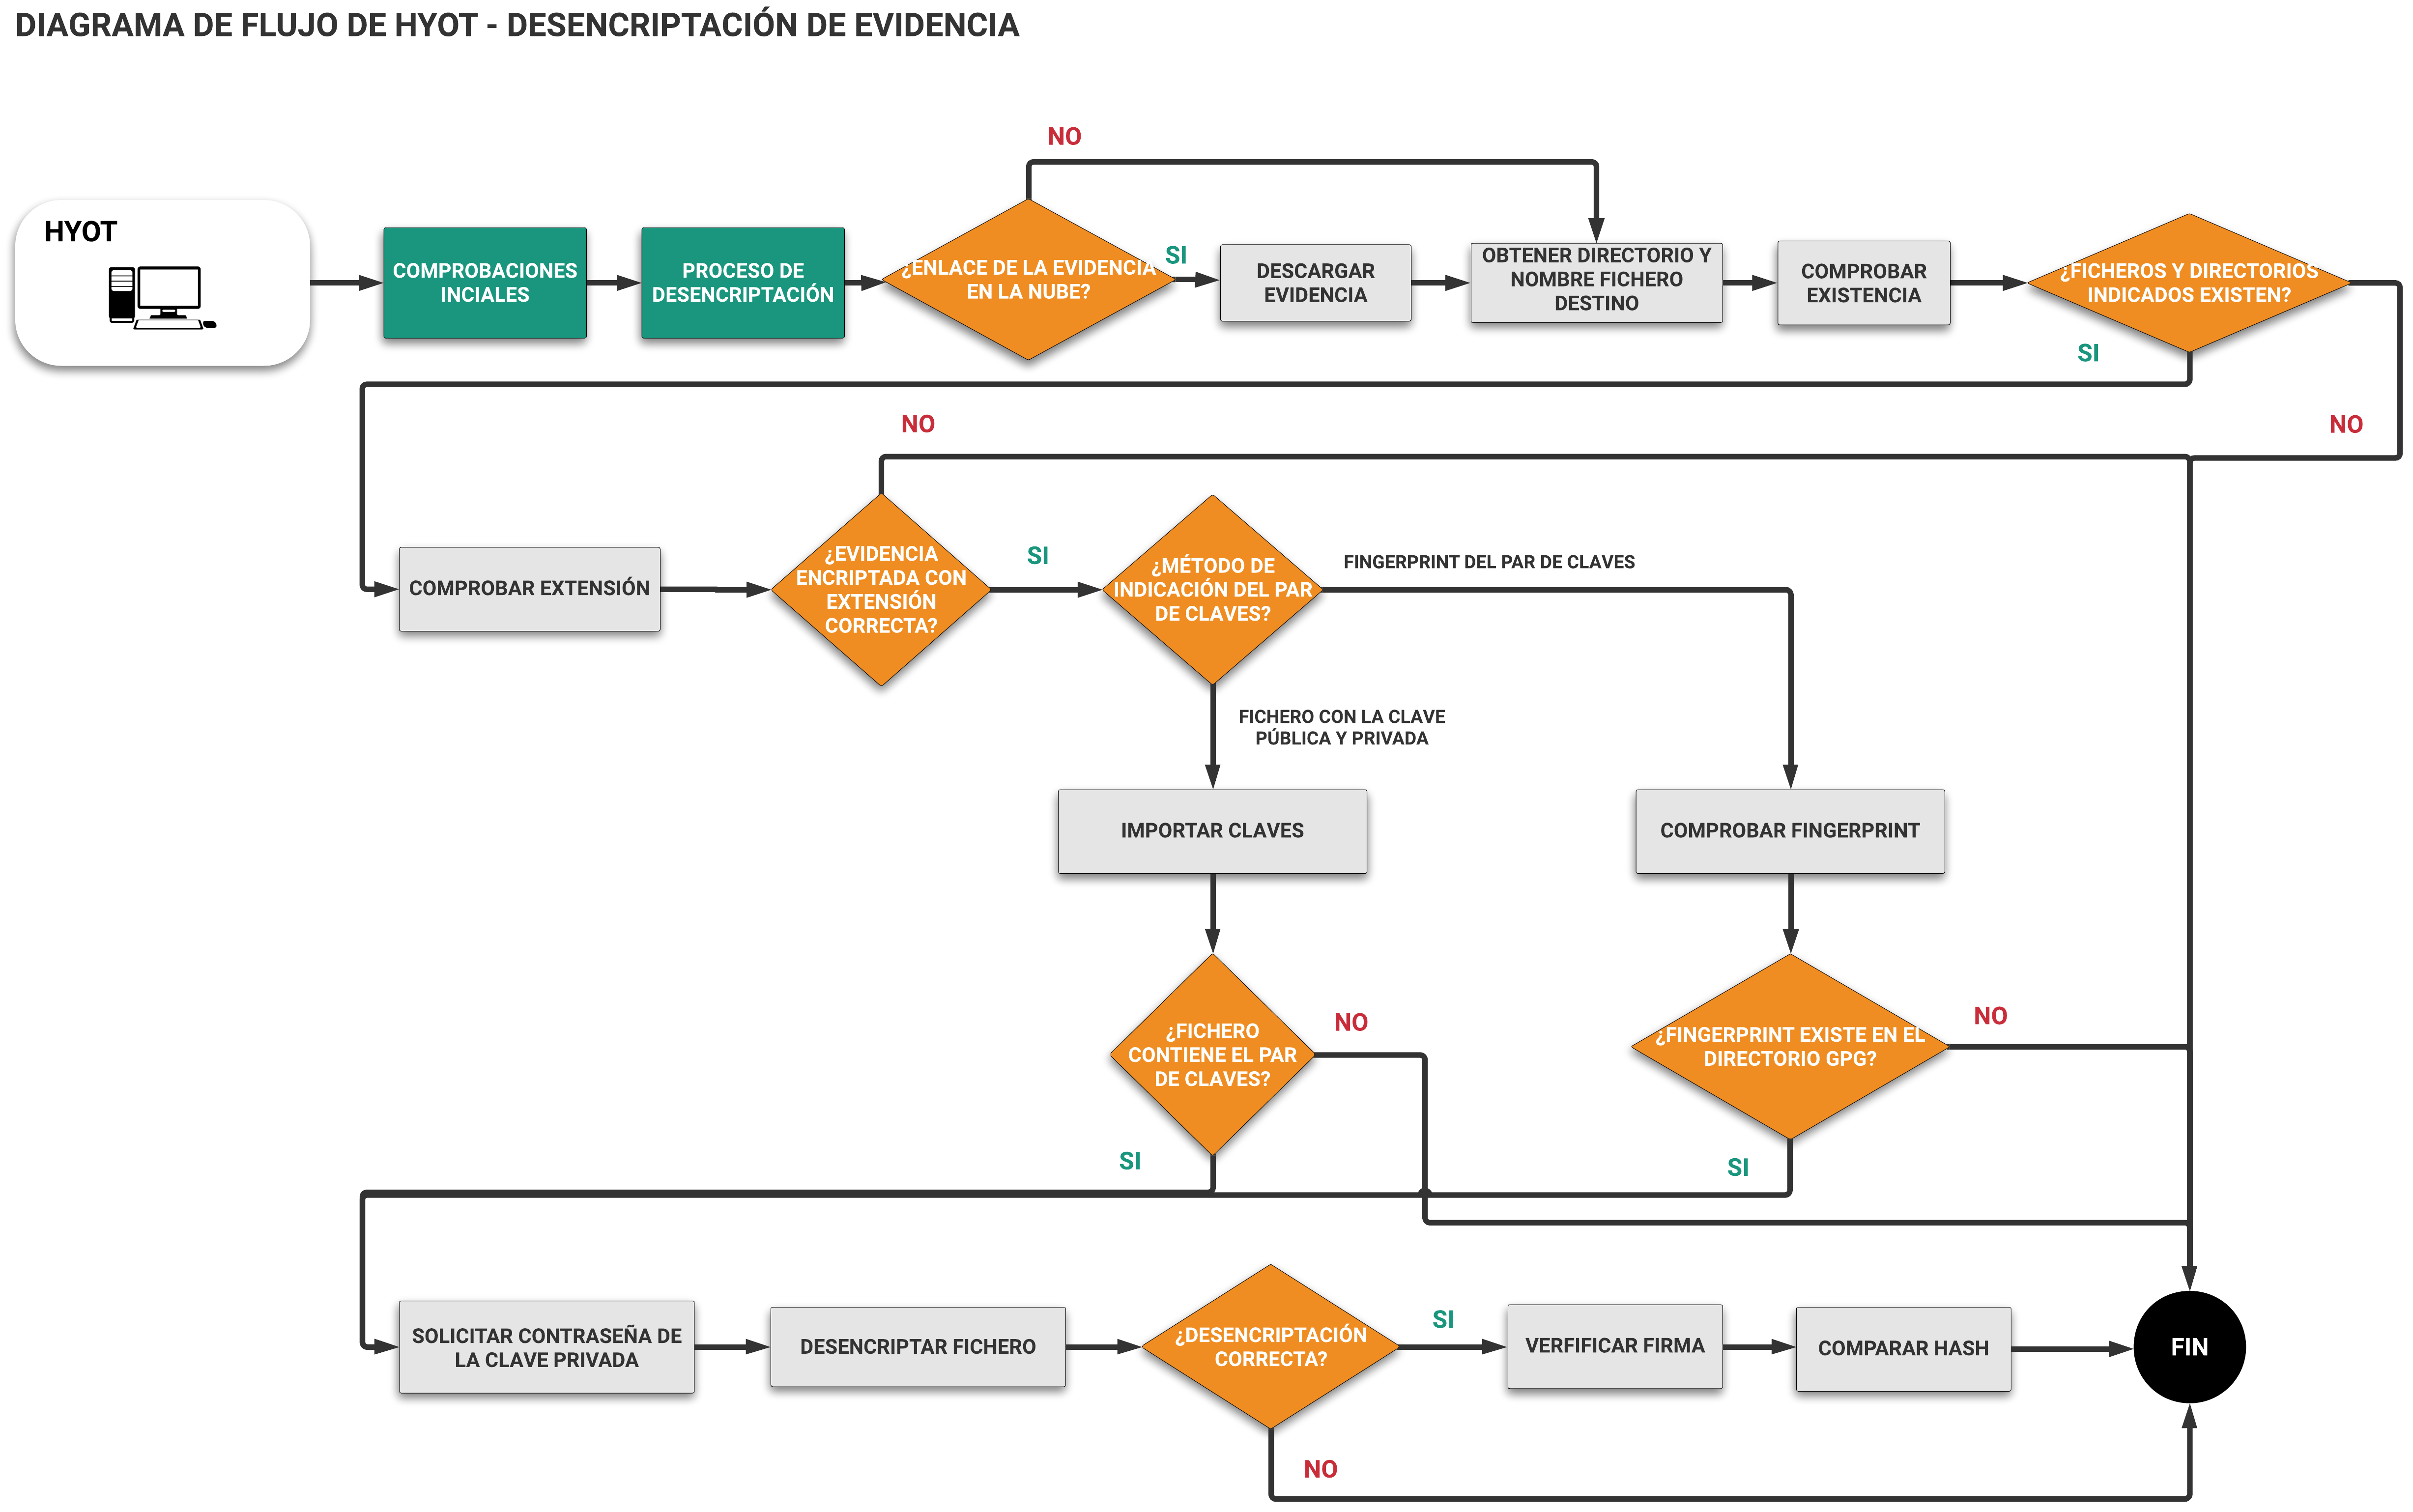 DIAGRAMA DE FLUJO DE HYOT - DESENCRIPTACIÓN DE EVIDENCIA
NO
HYOT
COMPROBACIONES
INCIALES
PROCESO DE
DESENCRIPTACIÓN
¿ENLACE DE LA EVIDENCIA
EN LA NUBE?
SI
DESCARGAR
EVIDENCIA
OBTENER DIRECTORIO Y
NOMBRE FICHERO
DESTINO
COMPROBAR
EXISTENCIA
¿FICHEROS Y DIRECTORIOS
INDICADOS EXISTEN?
SI
NO
NO
COMPROBAR EXTENSIÓN
¿EVIDENCIA
ENCRIPTADA CON
EXTENSIÓN
CORRECTA?
SI
¿MÉTODO DE
INDICACIÓN DEL PAR
DE CLAVES?
FINGERPRINT DEL PAR DE CLAVES
FICHERO CON LA CLAVE
PÚBLICA Y PRIVADA
IMPORTAR CLAVES
COMPROBAR FINGERPRINT
¿FICHERO
CONTIENE EL PAR
DE CLAVES?
NO
¿FINGERPRINT EXISTE EN EL
DIRECTORIO GPG?
NO
SI
SI
SOLICITAR CONTRASEÑA DE
LA CLAVE PRIVADA
DESENCRIPTAR FICHERO
¿DESENCRIPTACIÓN
CORRECTA?
SI
VERFIFICAR FIRMA
COMPARAR HASH
FIN
NO